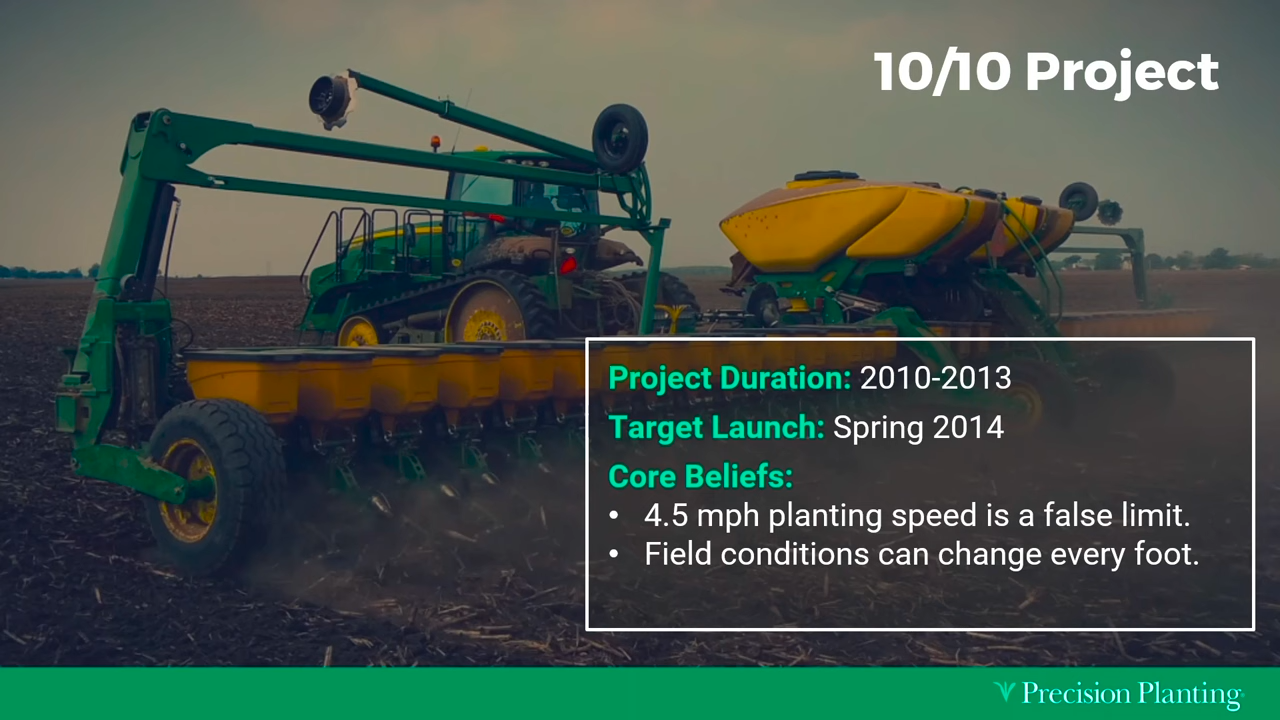 10/10 Project
Project Duration: 2010-2013
Target Launch: Spring 2014
Core Beliefs:
• 4.5 mph planting speed is a false limit.
• Field conditions can change every foot.
Precision Planting